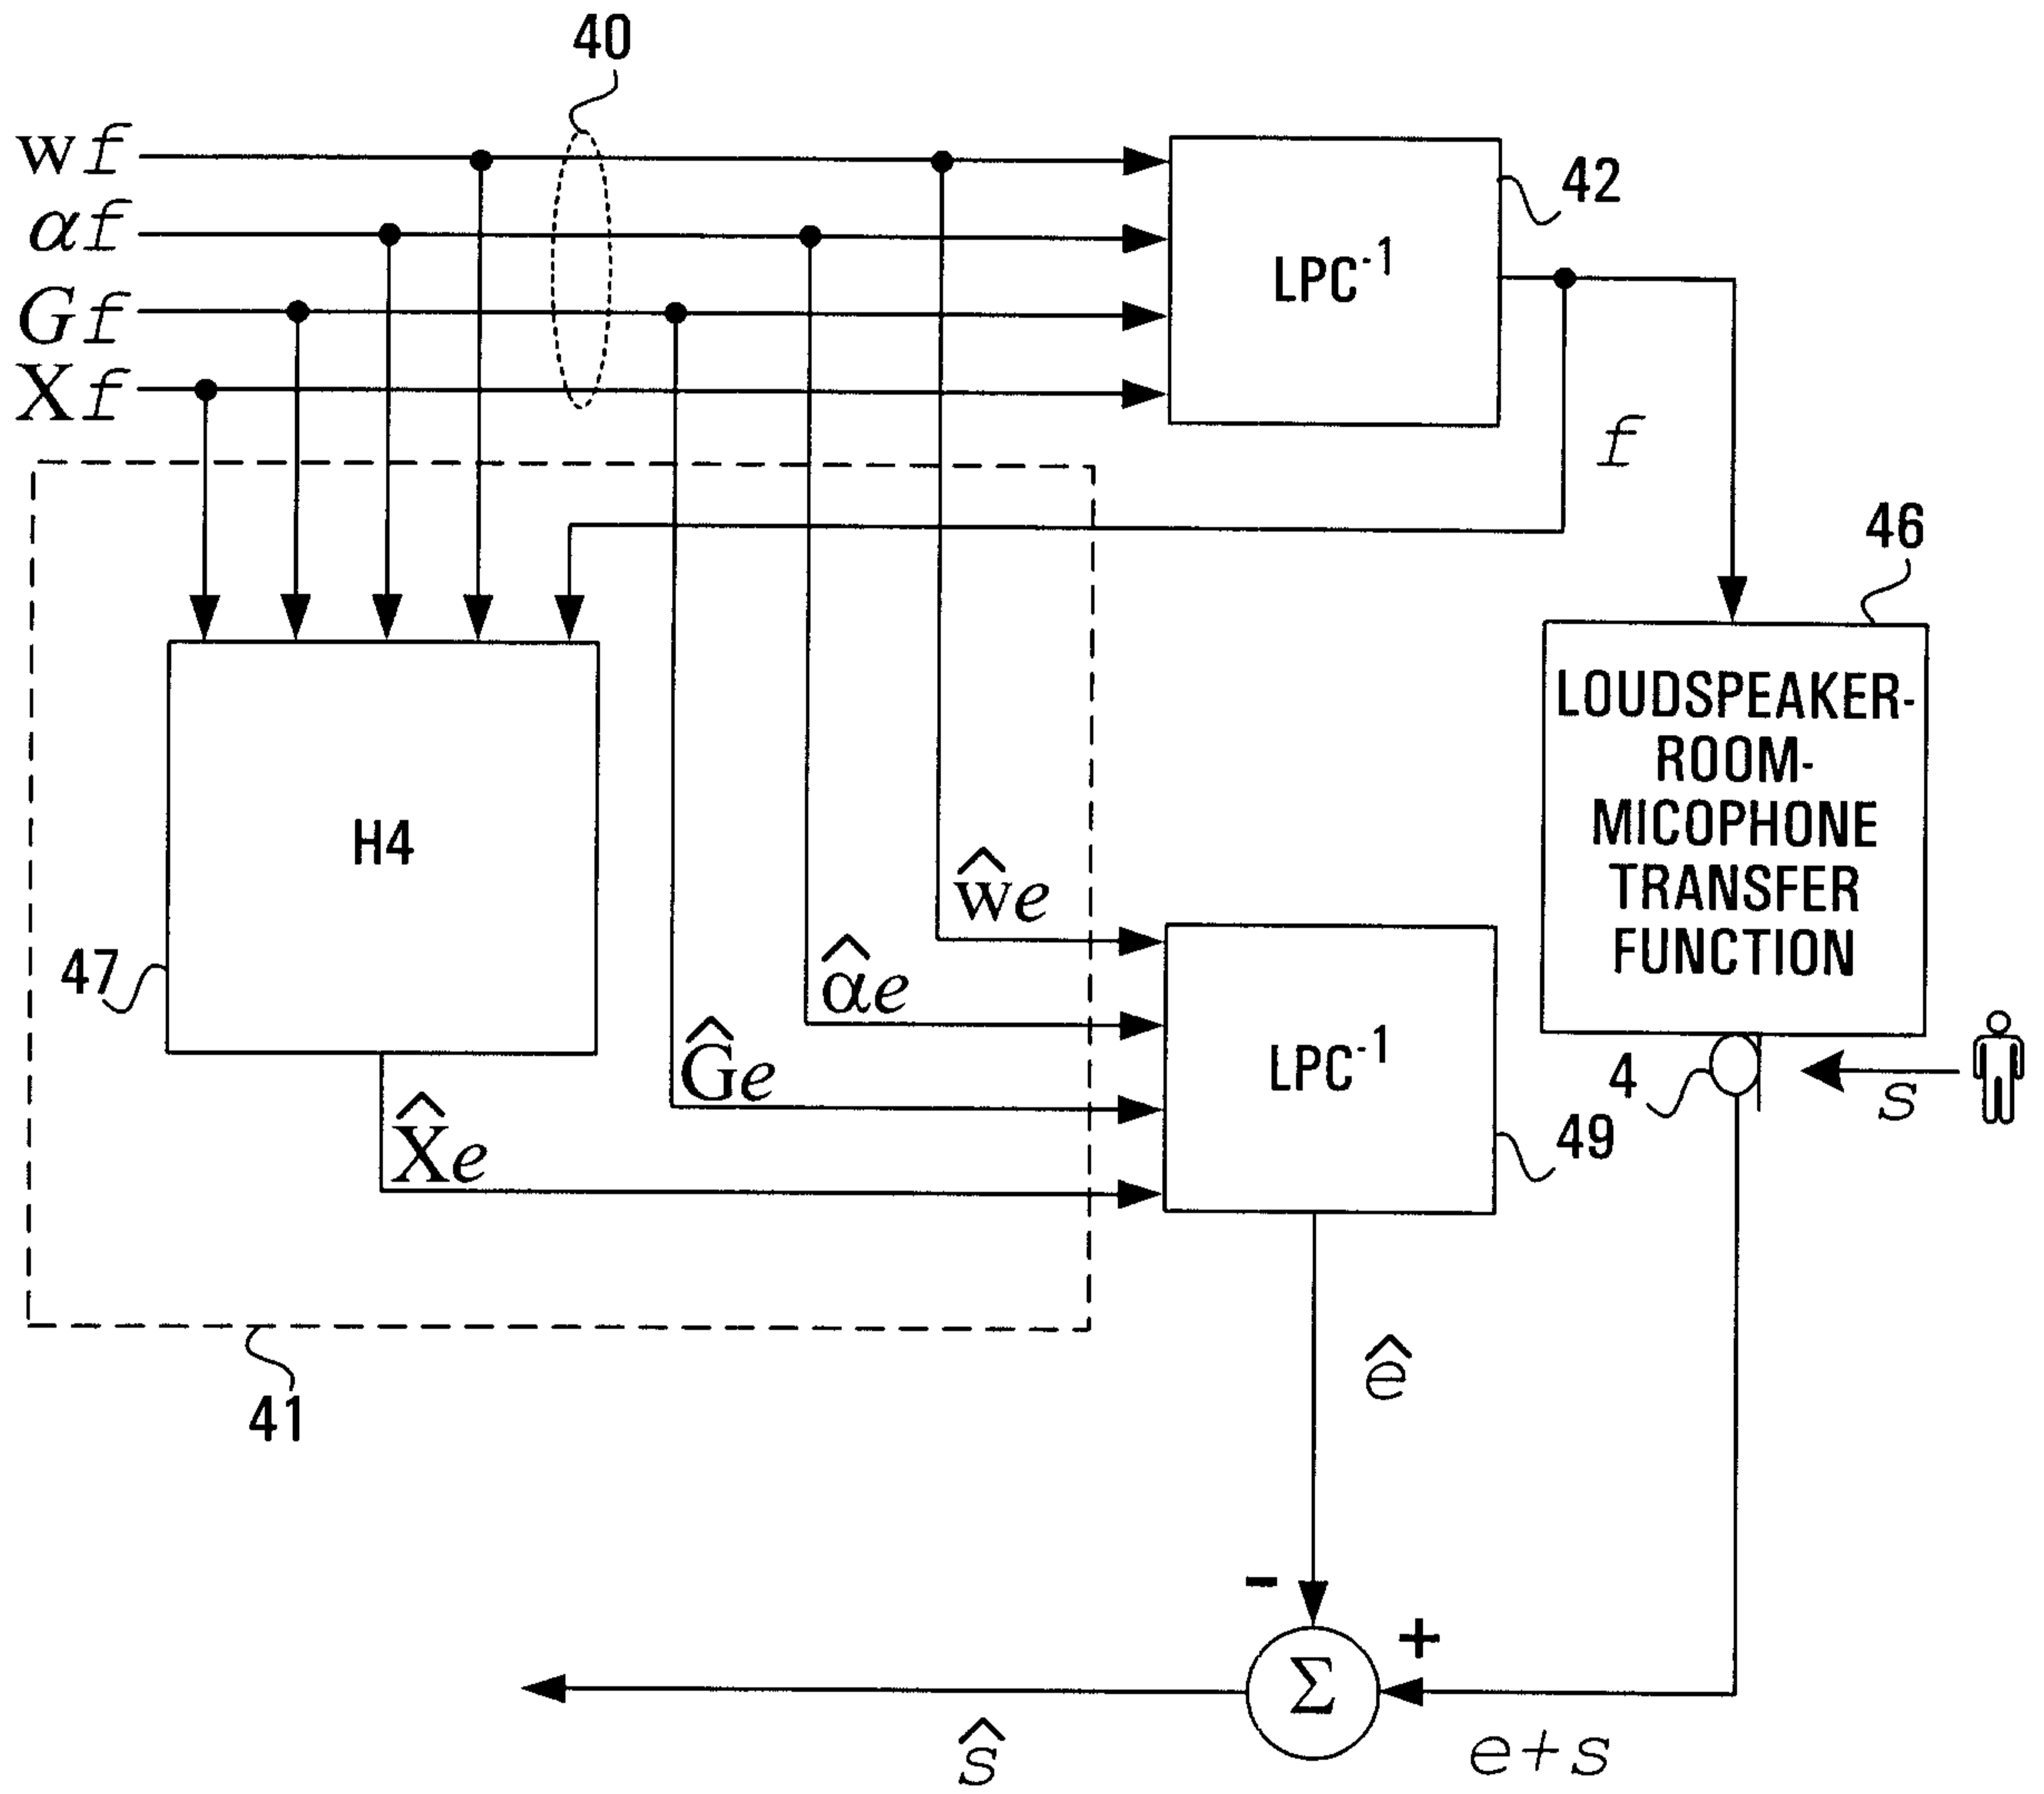 40
wf
αf
Gf
Xf
42
LPC⁻¹
f
46
LOUDSPEAKER-
ROOM-
MICOPHONE
TRANSFER
FUNCTION
H4
47
ŵe
α̂e
Ĝe
X̂e
LPC⁻¹
49
4
s
41
ê
-
+
Σ
ŝ
e+s